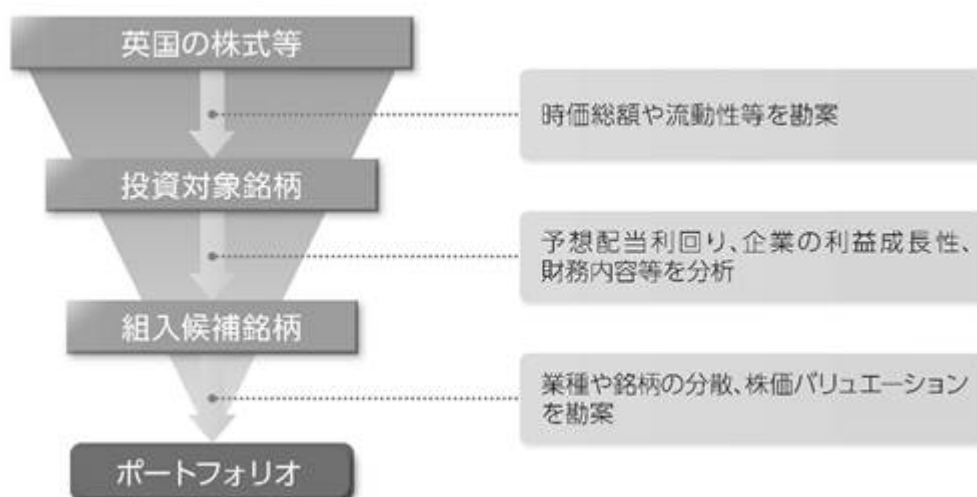 英国の株式等
時価総額や流動性等を勘案
投資対象銘柄
予想配当利回り、企業の利益成長性、
財務内容等を分析
組入候補銘柄
業種や銘柄の分散、株価バリュエーション
を勘案
ポートフォリオ